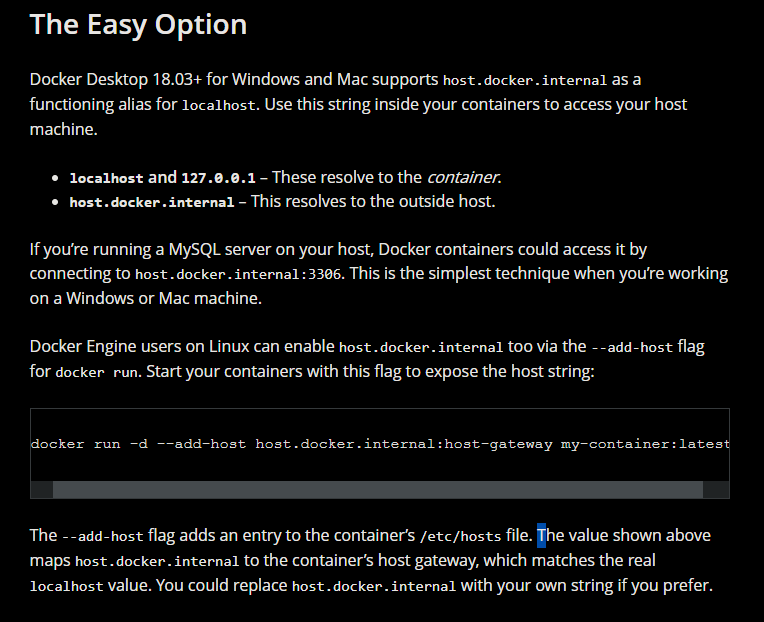 The Easy Option
Docker Desktop 18.03+ for Windows and Mac supports host.docker.internal as a
functioning alias for localhost. Use this string inside your containers to access your host
machine.
• localhost and 127.0.0.1 – These resolve to the container.
• host.docker.internal – This resolves to the outside host.
If you’re running a MySQL server on your host, Docker containers could access it by
connecting to host.docker.internal:3306. This is the simplest technique when you’re working
on a Windows or Mac machine.
Docker Engine users on Linux can enable host.docker.internal too via the --add-host flag
for docker run. Start your containers with this flag to expose the host string:
docker run -d --add-host host.docker.internal:host-gateway my-container:latest
The --add-host flag adds an entry to the container’s /etc/hosts file. The value shown above
maps host.docker.internal to the container’s host gateway, which matches the real
localhost value. You could replace host.docker.internal with your own string if you prefer.